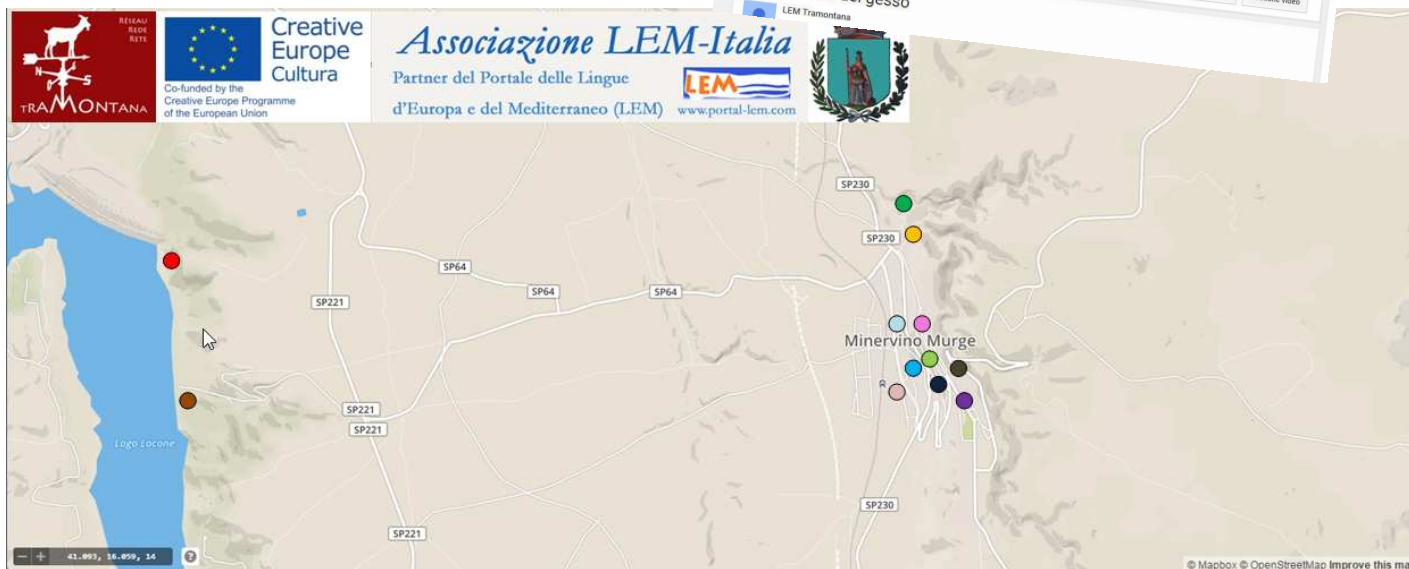 gesso
LEM Tramontana
video
RÉSEAU
REDE
RETE
N
S
TRAMONTANA
Creative
Europe
Cultura
Co-funded by the
Creative Europe Programme
of the European Union
Associazione LEM-Italia
Partner del Portale delle Lingue
d'Europa e del Mediterraneo (LEM)
LEM
www.portal-lem.com
SP230
SP230
SP64
SP64
SP64
SP221
Minervino Murge
SP221
SP221
Lago Locone
SP230
SP221
41.093, 16.059, 14
?
© Mapbox © OpenStreetMap Improve this ma